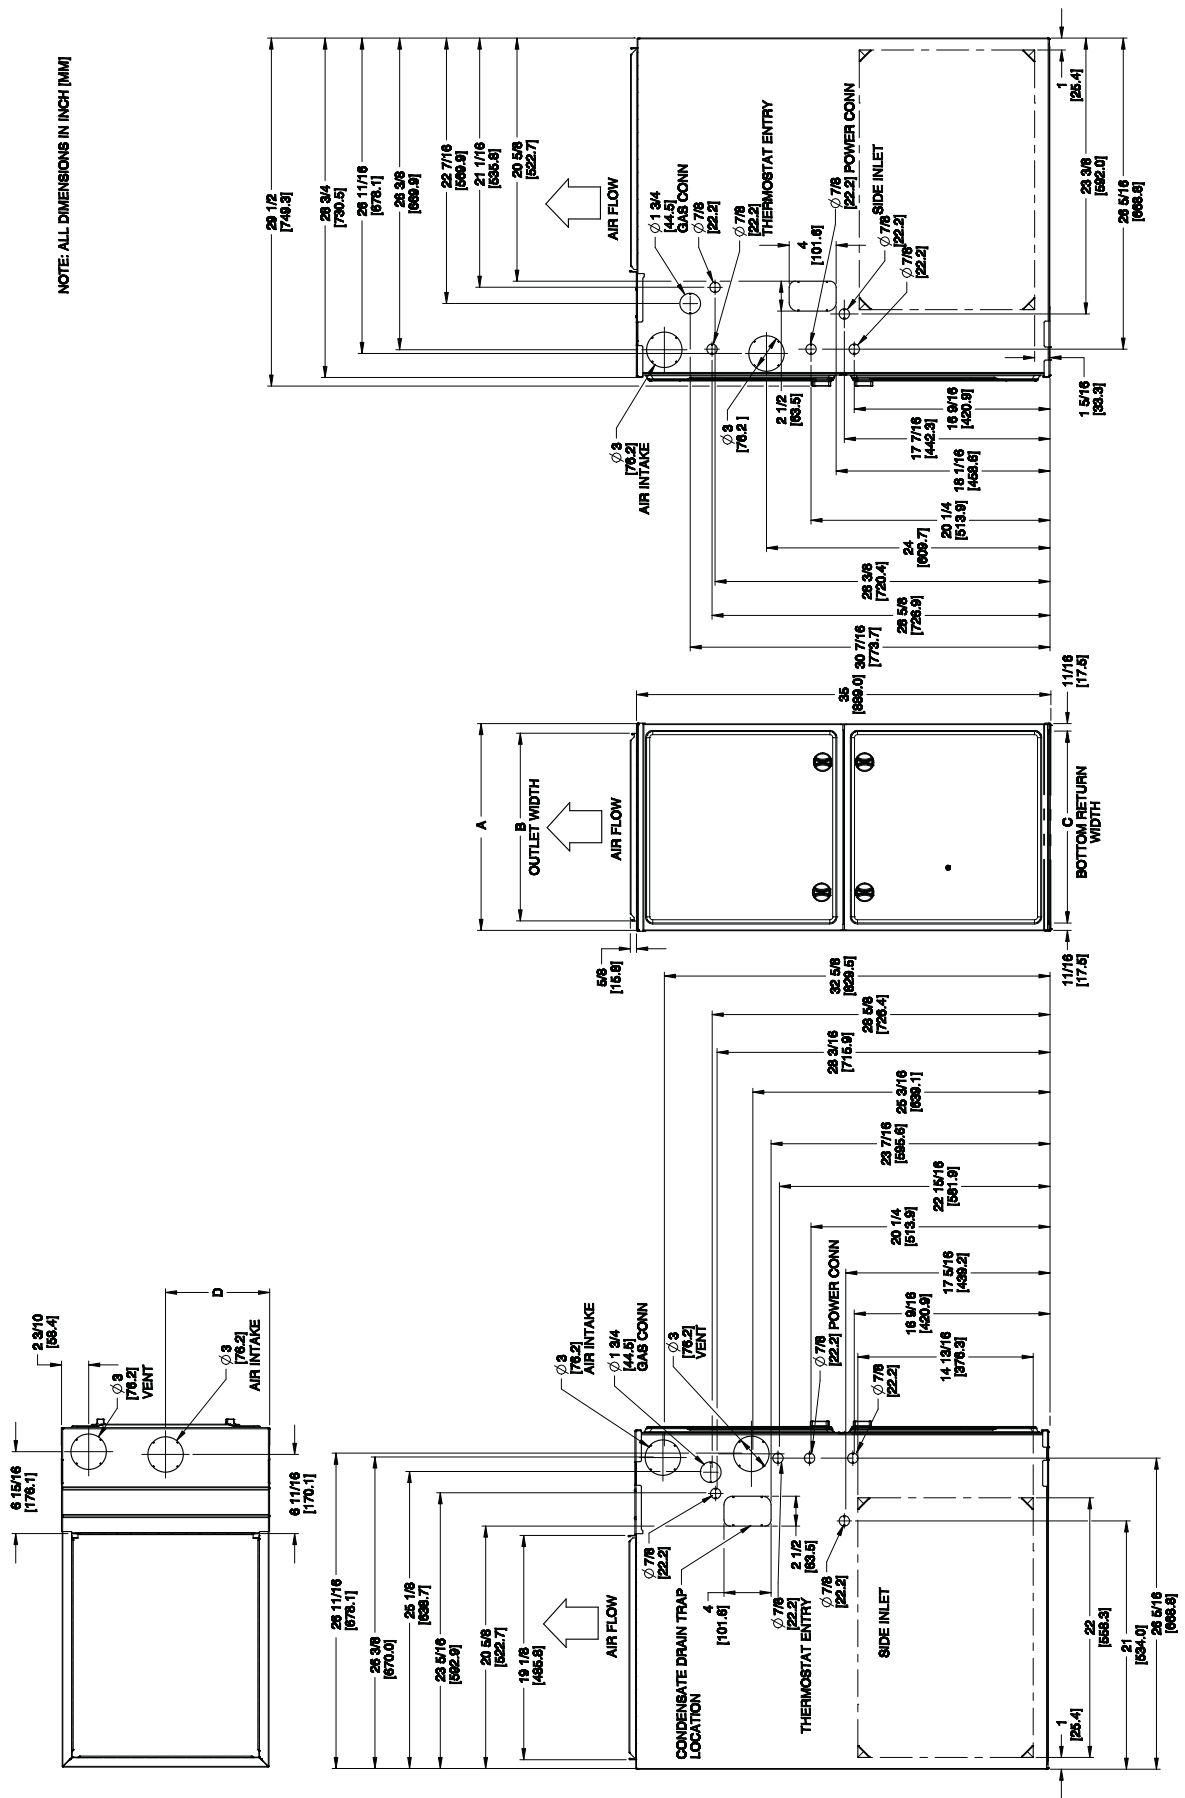 NOTE: ALL DIMENSIONS IN INCH [MM]
2 3/10
[58.4]
Ø 3
[76.2]
VENT
D
Ø 3
[76.2]
AIR INTAKE
6 15/16
[176.1]
6 11/16
[170.1]
26 11/16
[678.1]
26 3/8
[670.0]
25 1/8
[638.7]
23 5/16
[592.9]
20 5/8
[522.7]
19 1/8
[485.8]
AIR FLOW
Ø 7/8
[22.2]
CONDENSATE DRAIN TRAP
LOCATION
4
[101.6]
2 1/2
[63.5]
Ø 7/8
[22.2]
THERMOSTAT ENTRY
Ø 7/8
[22.2]
SIDE INLET
1
[25.4]
22
[558.3]
21
[534.0]
26 5/16
[668.8]
Ø 3
[76.2]
AIR INTAKE
Ø 1 3/4
[44.5]
GAS CONN
Ø 3
[76.2]
VENT
Ø 7/8
[22.2] POWER CONN
Ø 7/8
[22.2]
32 5/8
[829.5]
28 5/8
[726.4]
28 3/16
[715.9]
25 3/16
[639.1]
23 7/16
[595.6]
22 15/16
[581.9]
20 1/4
[513.9]
17 5/16
[439.2]
16 9/16
[420.9]
14 13/16
[376.3]
A
B
OUTLET WIDTH
AIR FLOW
5/8
[15.9]
35
[889.0]
11/16
[17.5]
C
BOTTOM RETURN
WIDTH
11/16
[17.5]
29 1/2
[749.3]
28 3/4
[730.5]
26 11/16
[678.1]
26 3/8
[669.9]
22 7/16
[569.9]
21 1/16
[535.8]
20 5/8
[522.7]
AIR FLOW
Ø 1 3/4
[44.5]
GAS CONN
Ø 7/8
[22.2]
Ø 7/8
[22.2]
THERMOSTAT ENTRY
4
[101.6]
Ø 7/8
[22.2] POWER CONN
SIDE INLET
Ø 7/8
[22.2]
Ø 7/8
[22.2]
1
[25.4]
23 3/8
[592.0]
26 5/16
[668.8]
Ø 3
[76.2]
AIR INTAKE
Ø 3
[76.2 ]
2 1/2
[63.5]
1 5/16
[33.3]
16 9/16
[420.9]
17 7/16
[442.3]
18 1/16
[458.6]
20 1/4
[513.9]
24
[609.7]
28 3/8
[720.4]
28 5/8
[726.9]
30 7/16
[773.7]